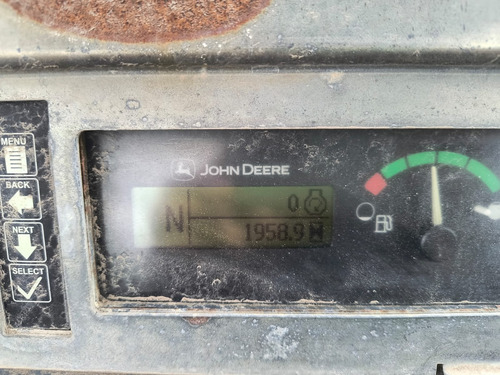 MENU
BACK
NEXT
SELECT
JOHN DEERE
N
0
1958.9 H